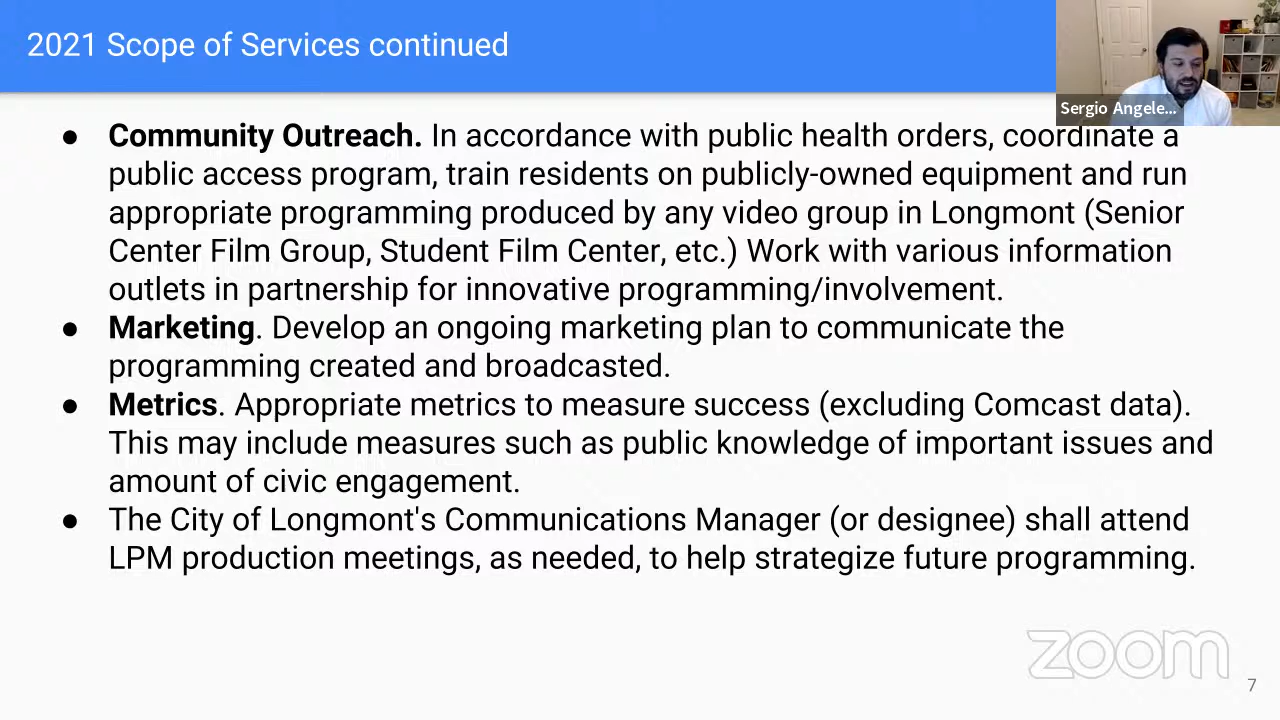 2021 Scope of Services continued
Sergio Angele...
● Community Outreach. In accordance with public health orders, coordinate a
public access program, train residents on publicly-owned equipment and run
appropriate programming produced by any video group in Longmont (Senior
Center Film Group, Student Film Center, etc.) Work with various information
outlets in partnership for innovative programming/involvement.
● Marketing. Develop an ongoing marketing plan to communicate the
programming created and broadcasted.
● Metrics. Appropriate metrics to measure success (excluding Comcast data).
This may include measures such as public knowledge of important issues and
amount of civic engagement.
● The City of Longmont's Communications Manager (or designee) shall attend
LPM production meetings, as needed, to help strategize future programming.
zoom
7